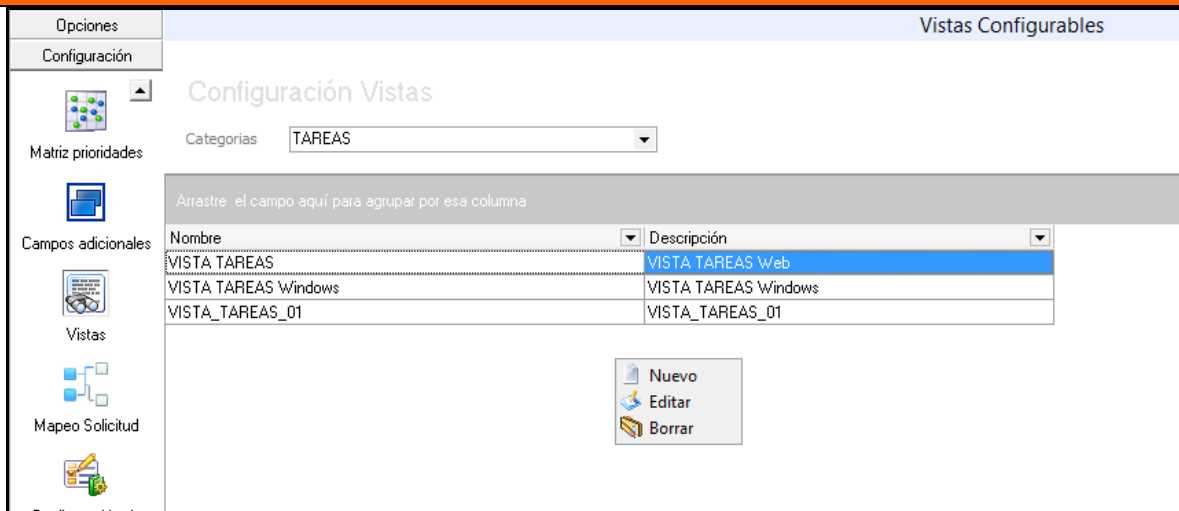 Opciones
Vistas Configurables
Configuración
Configuración Vistas
Categorias TAREAS
Matriz prioridades
Arrastre el campo aquí para agrupar por esa columna
Campos adicionales
Nombre Descripción
VISTA TAREAS VISTA TAREAS Web
VISTA TAREAS Windows VISTA TAREAS Windows
VISTA_TAREAS_01 VISTA_TAREAS_01
Vistas
Nuevo
Editar
Borrar
Mapeo Solicitud